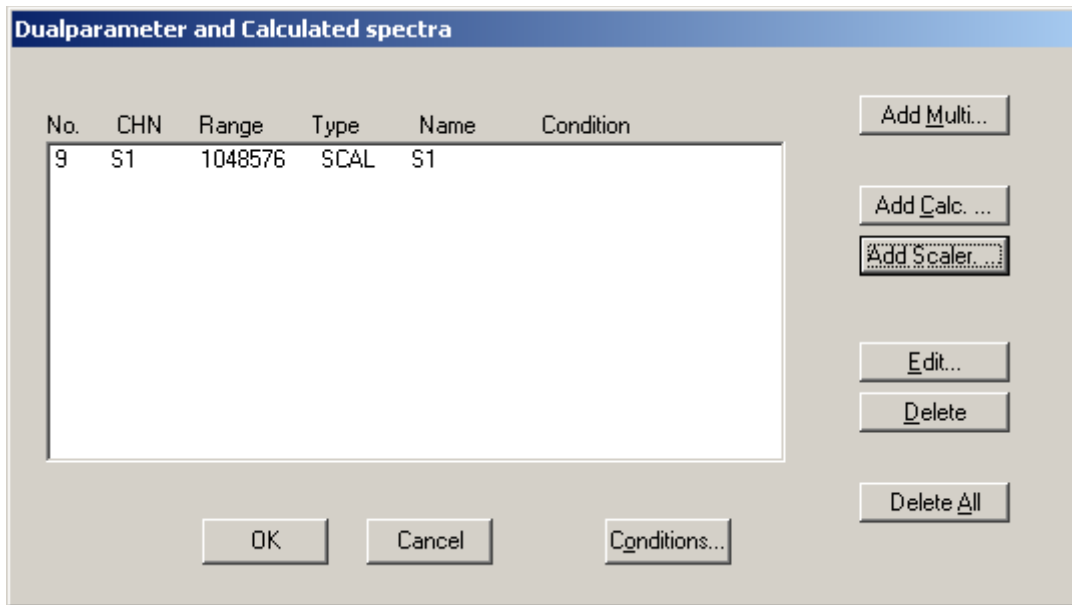 Dualparameter and Calculated spectra
No. CHN Range Type Name Condition
9 S1 1048576 SCAL S1
Add Multi...
Add Calc. ...
Add Scaler. ...
Edit...
Delete
Delete All
OK Cancel Conditions...